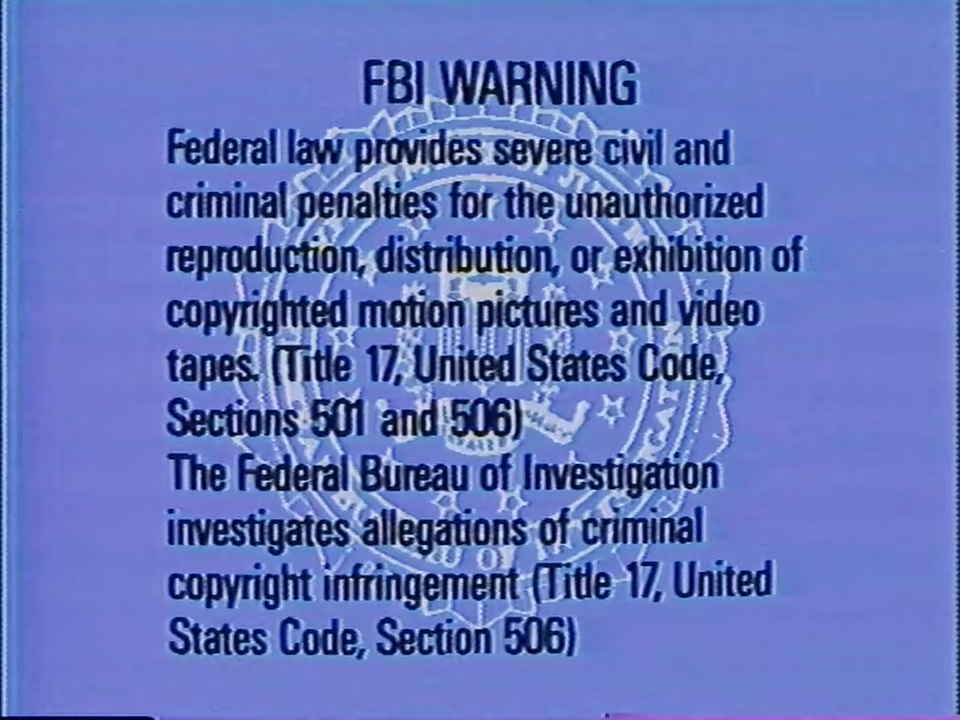 FBI WARNING
Federal law provides severe civil and
criminal penalties for the unauthorized
reproduction, distribution, or exhibition of
copyrighted motion pictures and video
tapes. (Title 17, United States Code,
Sections 501 and 506)
The Federal Bureau of Investigation
investigates allegations of criminal
copyright infringement (Title 17, United
States Code, Section 506)